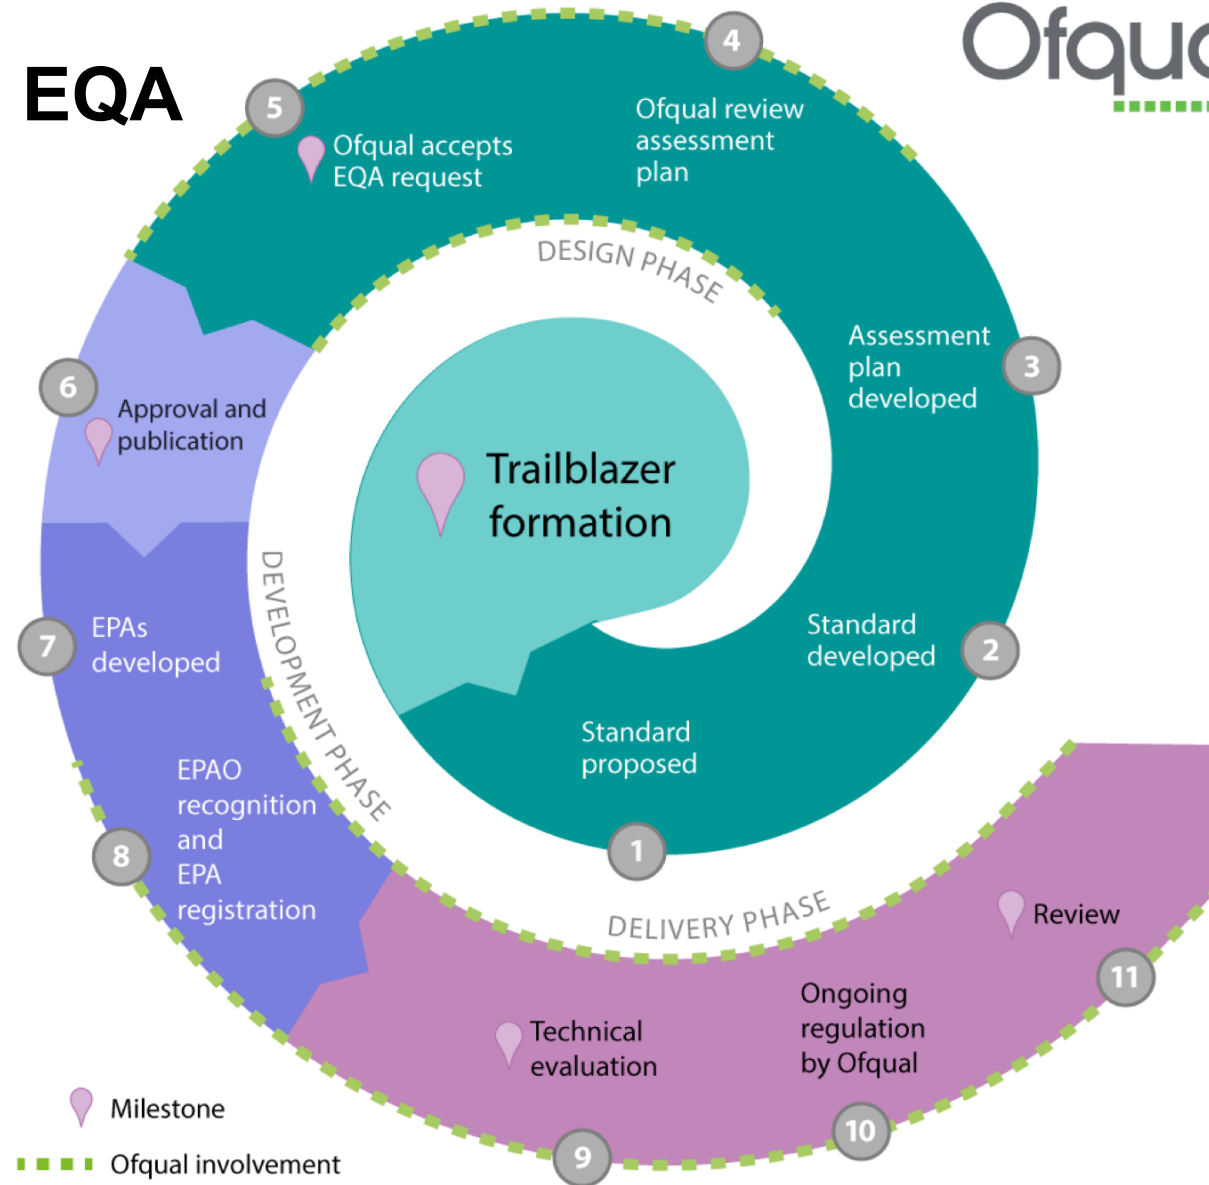 EQA
Ofqua
Trailblazer
formation
DESIGN PHASE
1
Standard
proposed
2
Standard
developed
3
Assessment
plan
developed
4
Ofqual review
assessment
plan
5
Ofqual accepts
EQA request
6
Approval and
publication
DEVELOPMENT PHASE
7
EPAs
developed
8
EPAO
recognition
and
EPA
registration
DELIVERY PHASE
9
Technical
evaluation
10
Ongoing
regulation
by Ofqual
11
Review
Milestone
Ofqual involvement